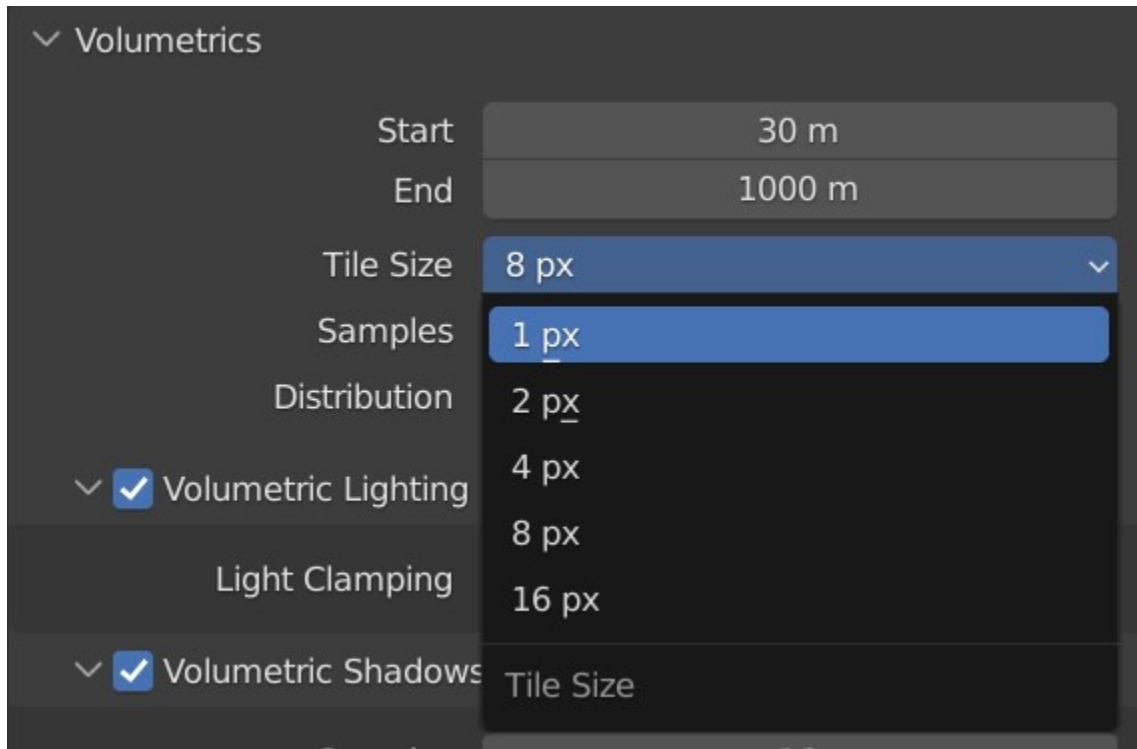 Volumetrics
Start 30 m
End 1000 m
Tile Size 8 px
Samples 1 px
Distribution 2 px
4 px
Volumetric Lighting
8 px
Light Clamping 16 px
Volumetric Shadows Tile Size